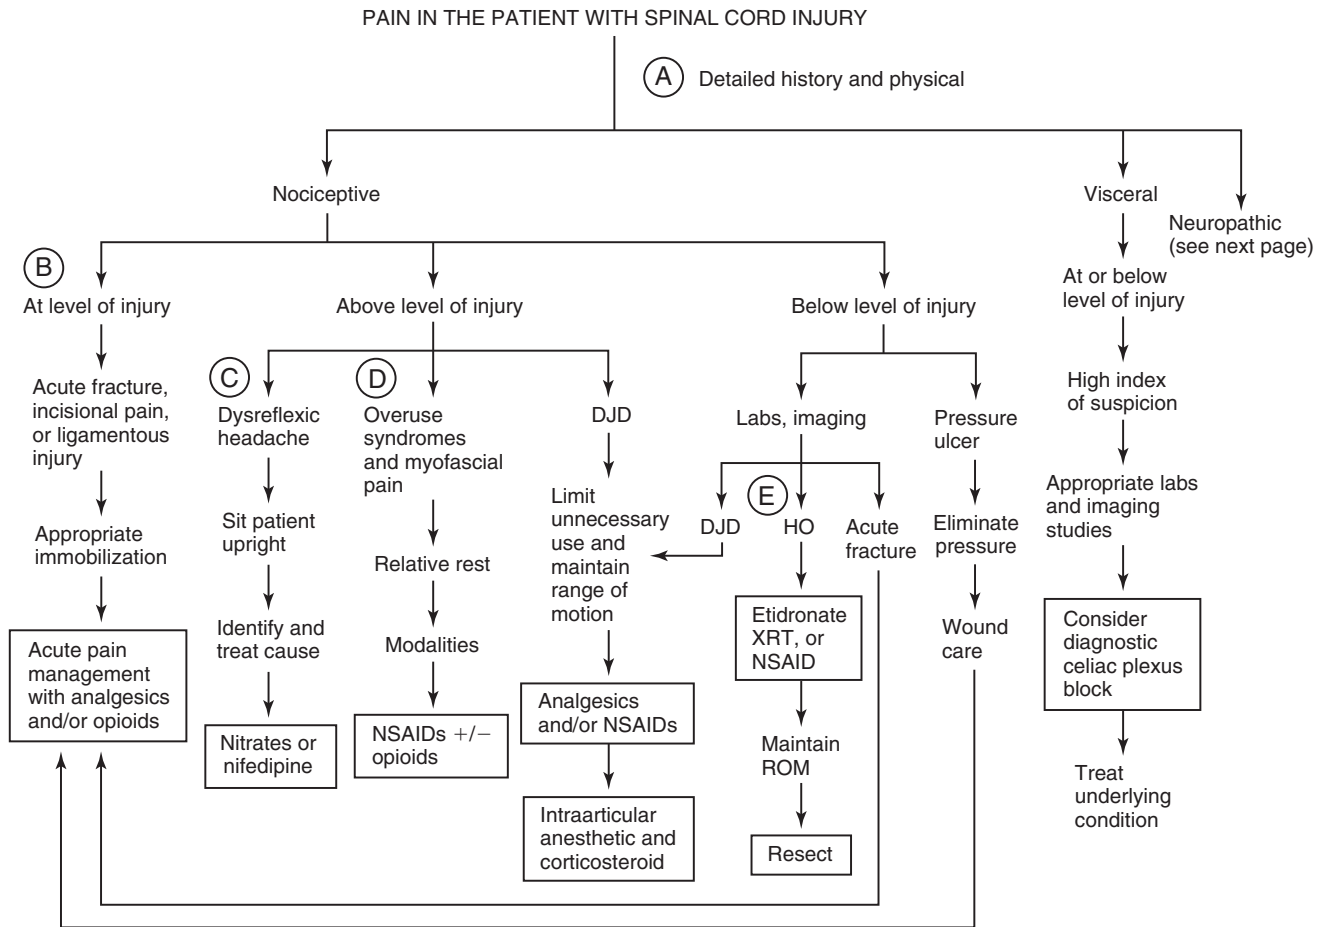 PAIN IN THE PATIENT WITH SPINAL CORD INJURY
A Detailed history and physical
Nociceptive
Visceral
Neuropathic
(see next page)
B
At level of injury
Acute fracture,
incisional pain,
or ligamentous
injury
Appropriate
immobilization
Acute pain
management
with analgesics
and/or opioids
Above level of injury
C
Dysreflexic
headache
Sit patient
upright
Identify and
treat cause
Nitrates or
nifedipine
D
Overuse
syndromes
and myofascial
pain
Relative rest
Modalities
NSAIDs +/−
opioids
DJD
Limit
unnecessary
use and
maintain
range of
motion
Analgesics
and/or NSAIDs
Intraarticular
anesthetic and
corticosteroid
Below level of injury
Labs, imaging
DJD
E
HO
Etidronate
XRT, or
NSAID
Maintain
ROM
Resect
Acute
fracture
Pressure
ulcer
Eliminate
pressure
Wound
care
At or below
level of injury
High index
of suspicion
Appropriate labs
and imaging
studies
Consider
diagnostic
celiac plexus
block
Treat
underlying
condition